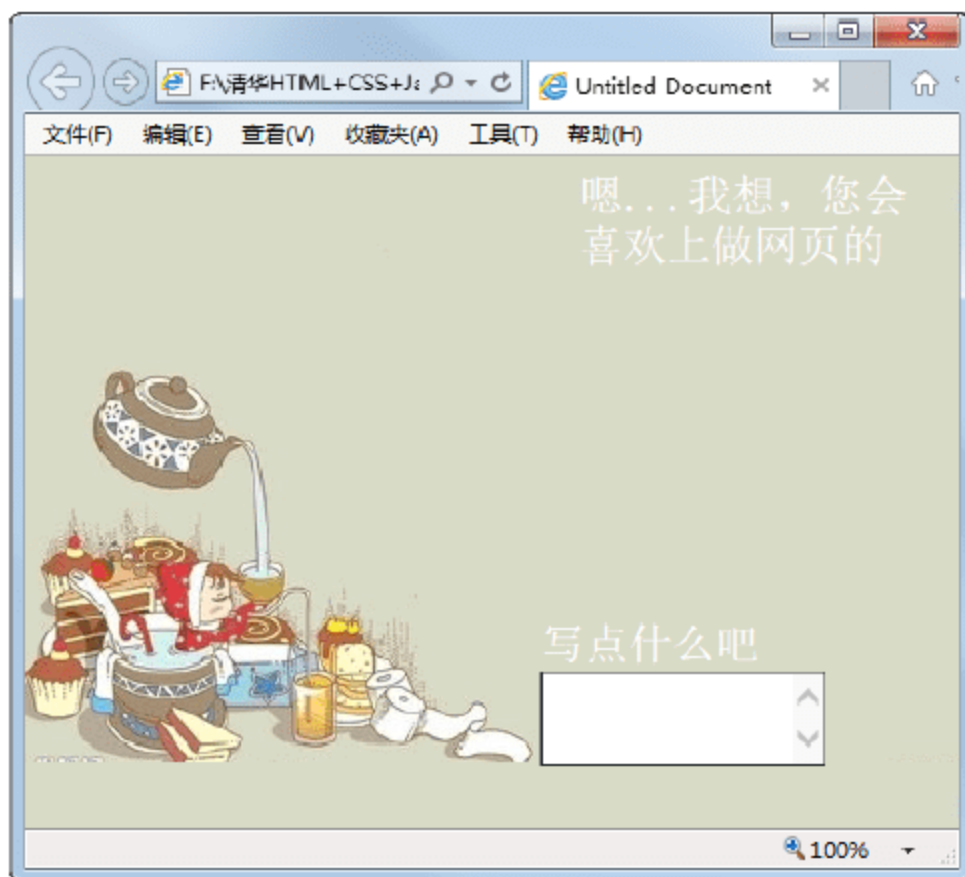 F:\清华HTML+CSS+Ja
Untitled Document
文件(F) 编辑(E) 查看(V) 收藏夹(A) 工具(T) 帮助(H)
嗯...我想，您会
喜欢上做网页的
写点什么吧
100%